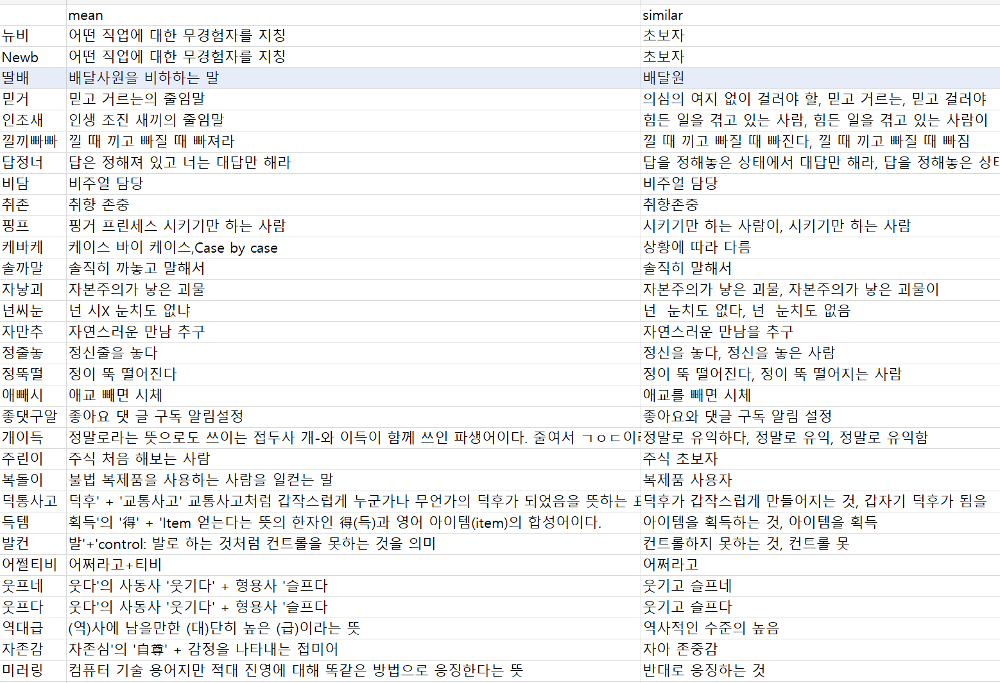 mean similar
뉴비 어떤 직업에 대한 무경험자를 지칭 초보자
Newb 어떤 직업에 대한 무경험자를 지칭 초보자
딸배 배달사원을 비하하는 말 배달원
믿거 믿고 거르는의 줄임말 의심의 여지 없이 걸러야 할, 믿고 거르는, 믿고 걸러야
인조새 인생 조진 새끼의 줄임말 힘든 일을 겪고 있는 사람, 힘든 일을 겪고 있는 사람이
낄끼빠빠 낄 때 끼고 빠질 때 빠져라 낄 때 끼고 빠질 때 빠진다, 낄 때 끼고 빠질 때 빠짐
답정너 답은 정해져 있고 너는 대답만 해라 답을 정해놓은 상태에서 대답만 해라, 답을 정해놓은
비담 비주얼 담당 비주얼 담당
취존 취향 존중 취향존중
핑프 핑거 프린세스 시키기만 하는 사람 시키기만 하는 사람이, 시키기만 하는 사람
케바케 케이스 바이 케이스,Case by case 상황에 따라 다름
솔까말 솔직히 까놓고 말해서 솔직히 말해서
자낳괴 자본주의가 낳은 괴물 자본주의가 낳은 괴물, 자본주의가 낳은 괴물이
넌씨눈 넌 시X 눈치도 없냐 넌  눈치도 없다, 넌  눈치도 없음
자만추 자연스러운 만남 추구 자연스러운 만남을 추구
정줄놓 정신줄을 놓다 정신을 놓다, 정신을 놓은 사람
정뚝떨 정이 뚝 떨어진다 정이 뚝 떨어진다, 정이 뚝 떨어지는 사람
애빼시 애교 빼면 시체 애교를 빼면 시체
좋댓구알 좋아요 댓 글 구독 알림설정 좋아요와 댓글 구독 알림 설정
개이득 정말로라는 뜻으로도 쓰이는 접두사 개-와 이득이 함께 쓰인 파생어이다. 줄여서 정말로 유익하다, 정말로 유익, 정말로 유익함
주린이 주식 처음 해보는 사람 주식 초보자
복돌이 불법 복제품을 사용하는 사람을 일컫는 말 복제품 사용자
덕통사고 덕후' + '교통사고' 교통사고처럼 갑작스럽게 누군가나 무언가의 덕후가 되었음을 뜻하는 덕후가 갑작스럽게 만들어지는 것, 갑자기 덕후가 됨을
득템 획득'의 '得' + 'Item 얻는다는 뜻의 한자인 得(득)과 영어 아이템(item)의 합성어이다. 아이템을 획득하는 것, 아이템을 획득
발컨 발'+'control: 발로 하는 것처럼 컨트롤을 못하는 것을 의미 컨트롤하지 못하는 것, 컨트롤 못
어쩔티비 어쩌라고+티비 어쩌라고
웃프네 웃다'의 사동사 '웃기다' + 형용사 '슬프다 웃기고 슬프네
웃프다 웃다'의 사동사 '웃기다' + 형용사 '슬프다 웃기고 슬프다
역대급 (역)사에 남을만한 (대)단히 높은 (급)이라는 뜻 역사적인 수준의 높음
자존감 자존심'의 '自尊' + 감정을 나타내는 접미어 자아 존중감
미러링 컴퓨터 기술 용어지만 적대 진영에 대해 똑같은 방법으로 응징한다는 뜻 반대로 응징하는 것